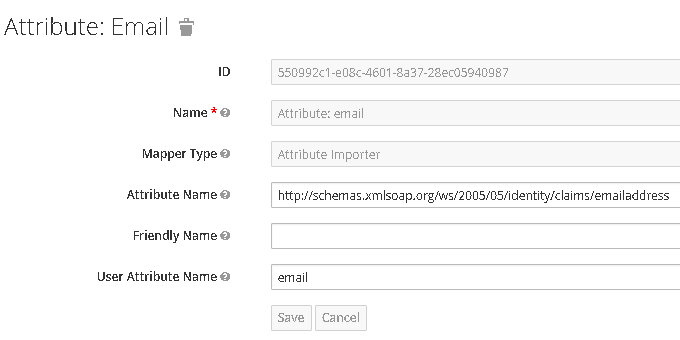 Attribute: Email
ID 550992c1-e08c-4601-8a37-28ec05940987
Name * Attribute: email
Mapper Type Attribute Importer
Attribute Name http://schemas.xmlsoap.org/ws/2005/05/identity/claims/emailaddress
Friendly Name
User Attribute Name email
Save Cancel